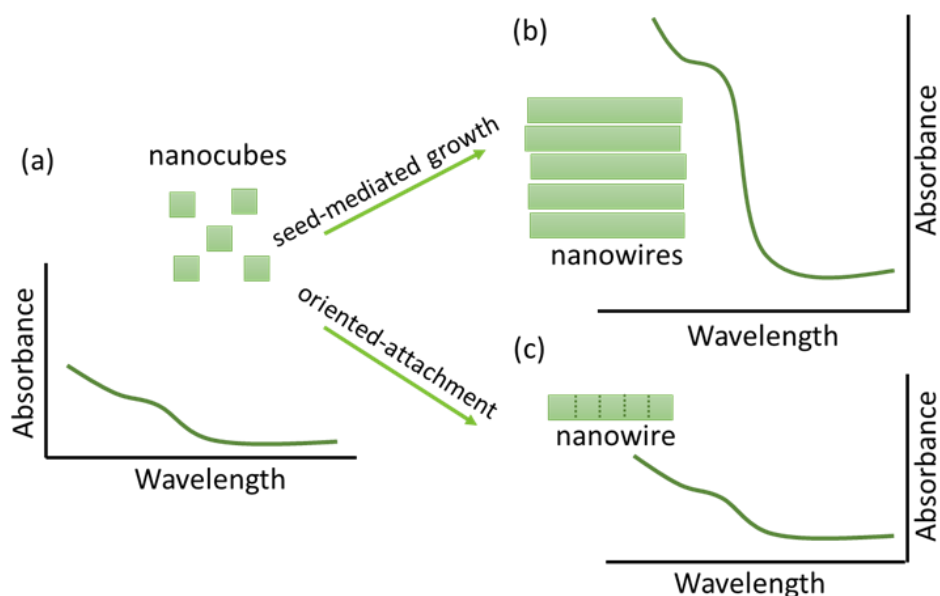 (a)
nanocubes
Absorbance
Wavelength
seed-mediated growth
oriented-attachment
(b)
nanowires
Absorbance
Wavelength
(c)
nanowire
Absorbance
Wavelength